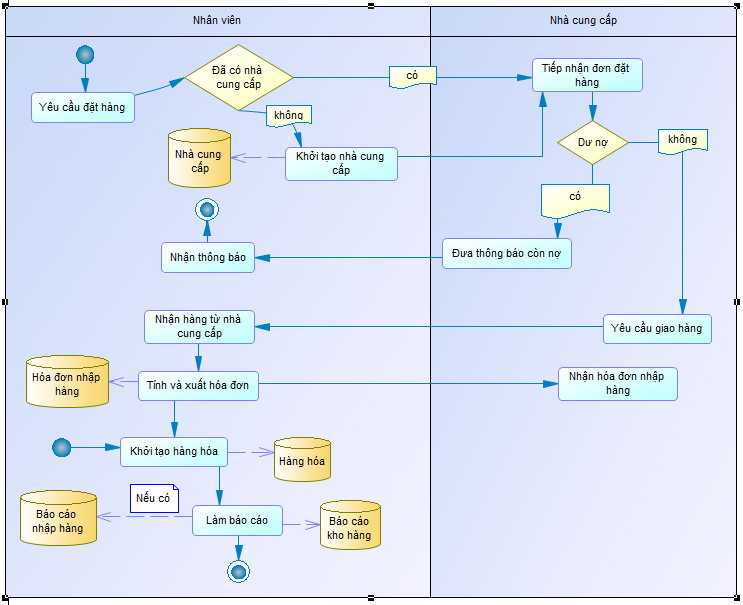 Nhân viên
Nhà cung cấp
Đã có nhà
cung cấp
có
Tiếp nhận đơn đặt
hàng
Yêu cầu đặt hàng
không
Dư nợ
không
Nhà cung
cấp
Khởi tạo nhà cung
cấp
có
Nhận thông báo
Đưa thông báo còn nợ
Nhận hàng từ nhà
cung cấp
Yêu cầu giao hàng
Hóa đơn nhập
hàng
Tính và xuất hóa đơn
Nhận hóa đơn nhập
hàng
Khởi tạo hàng hóa
Hàng hóa
Nếu có
Báo cáo
nhập hàng
Làm báo cáo
Báo cáo
kho hàng